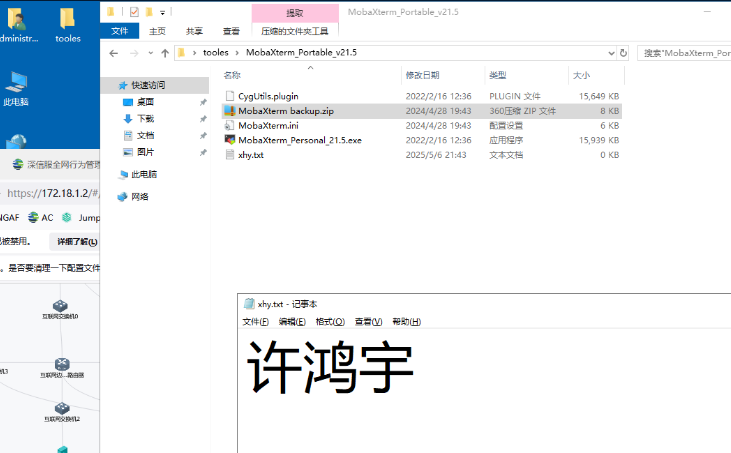 提取
MobaXterm_Portable_v21.5
文件
主页
共享
查看
压缩的文件夹工具
dministr...
tooles
此电脑
tooles
MobaXterm_Portable_v21.5
搜索"MobaXterm_Por
名称
修改日期
类型
大小
快速访问
桌面
下载
文档
图片
此电脑
网络
CygUtils.plugin 2022/2/16 12:36 PLUGIN 文件 15,649 KB
MobaXterm backup.zip 2024/4/28 19:43 360压缩 ZIP 文件 8 KB
MobaXterm.ini 2024/4/28 19:43 配置设置 6 KB
MobaXterm_Personal_21.5.exe 2022/2/16 12:36 应用程序 15,939 KB
xhy.txt 2025/5/6 21:43 文本文档 0 KB
深信服全网行为管理
https://172.18.1.2/#/
NGAF
AC
Jump
已被禁用。
详细了解(L)
。是否要清理一下配置文件
互联网交换机0
机3
互联网边...路由器
互联网交换机2
xhy.txt - 记事本
文件(F) 编辑(E) 格式(O) 查看(V) 帮助(H)
许鸿宇